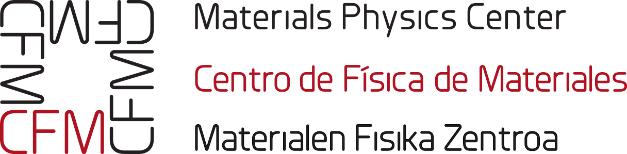 CFM
CFM
CFM
CFM
Materials Physics Center
Centro de Física de Materiales
Materialen Fisika Zentroa